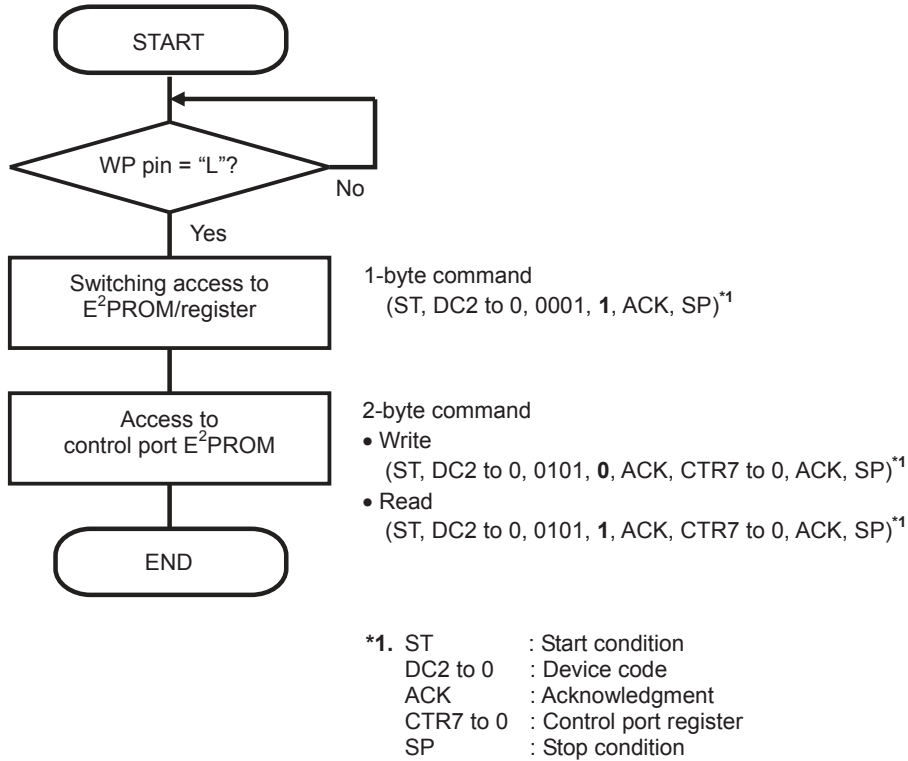 START
WP pin = “L”?
No
Yes
Switching access to
E²PROM/register
1-byte command
(ST, DC2 to 0, 0001, 1, ACK, SP)*1
Access to
control port E²PROM
2-byte command
• Write
(ST, DC2 to 0, 0101, 0, ACK, CTR7 to 0, ACK, SP)*1
• Read
(ST, DC2 to 0, 0101, 1, ACK, CTR7 to 0, ACK, SP)*1
END
*1. ST : Start condition
DC2 to 0 : Device code
ACK : Acknowledgment
CTR7 to 0 : Control port register
SP : Stop condition